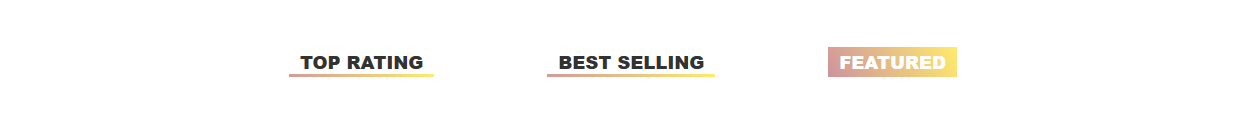 TOP RATING
BEST SELLING
FEATURED